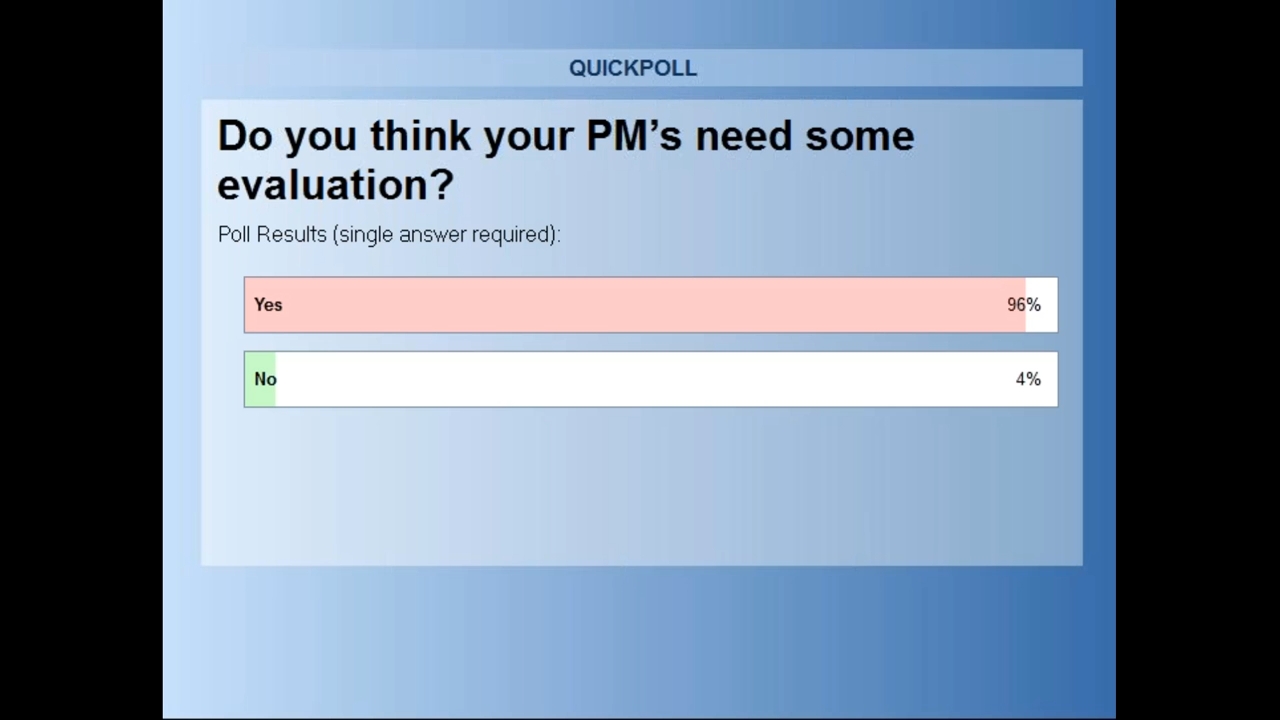 QUICKPOLL
Do you think your PM’s need some
evaluation?
Poll Results (single answer required):
Yes 96%
No 4%